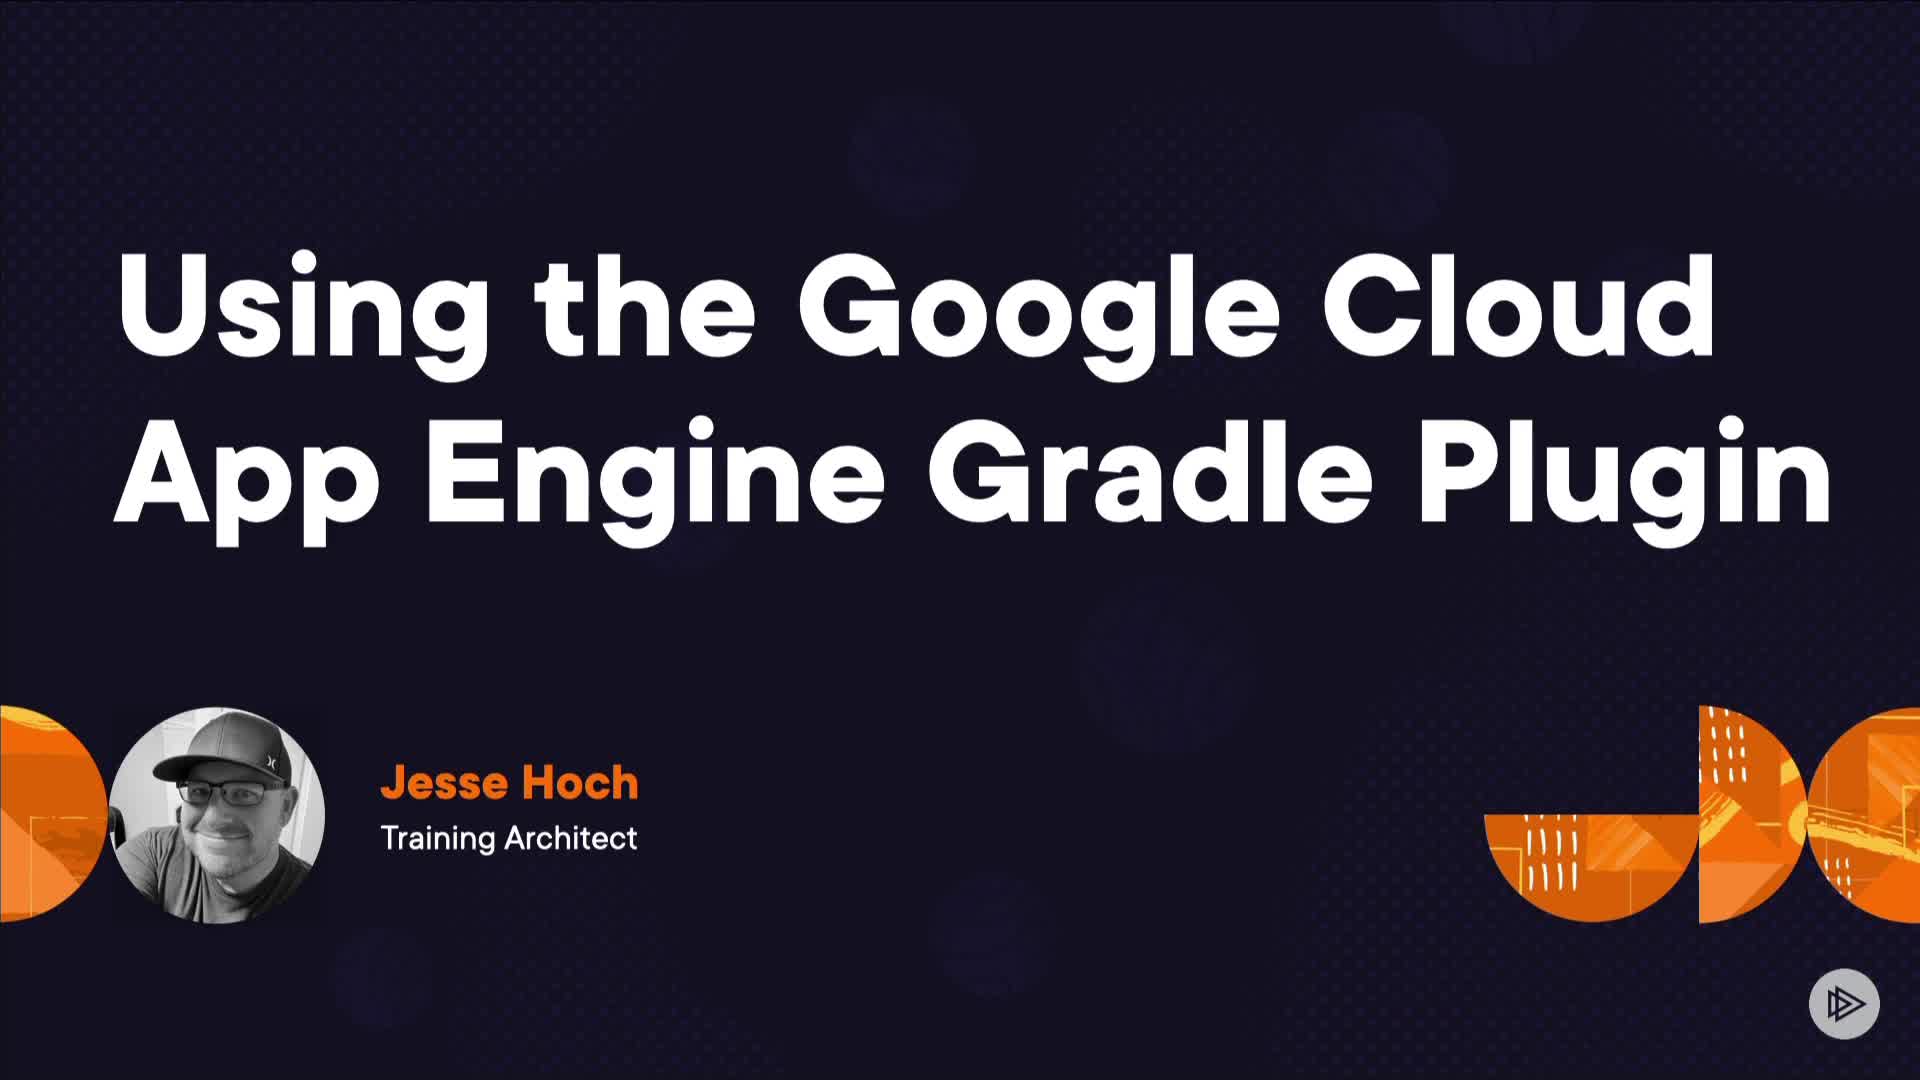 Using the Google Cloud
App Engine Gradle Plugin
Jesse Hoch
Training Architect